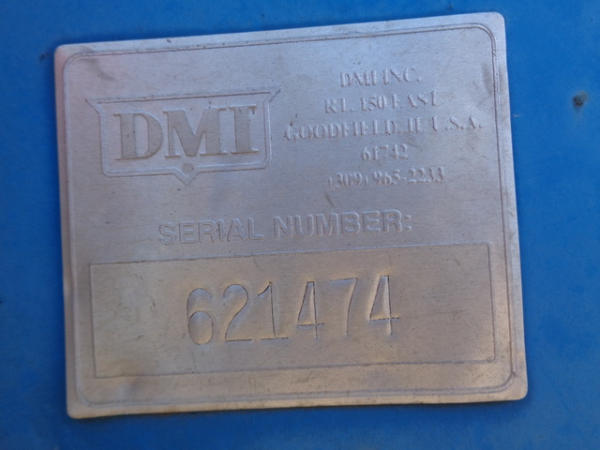 DMI
DMI INC.
RT. 150 EAST
GOODFIELD, IL U.S.A.
61742
(309) 965-2233
SERIAL NUMBER:
621474